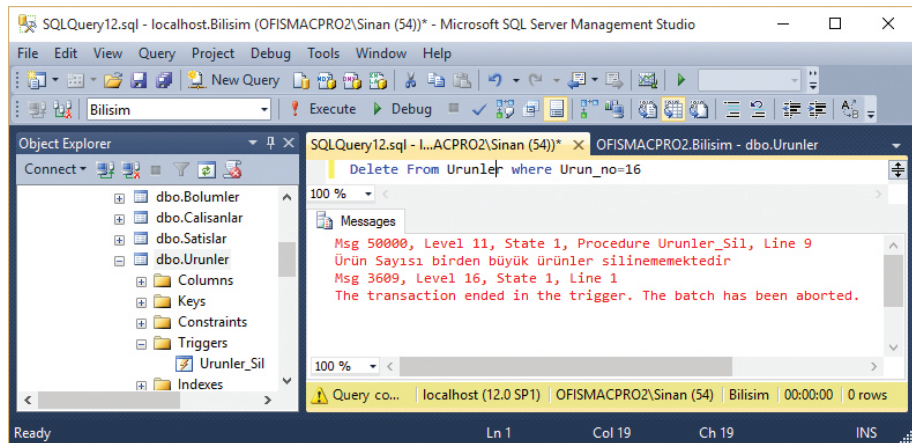 SQLQuery12.sql - localhost.Bilisim (OFISMACPRO2\Sinan (54))* - Microsoft SQL Server Management Studio
File Edit View Query Project Debug Tools Window Help
New Query
Bilisim Execute Debug
Object Explorer
Connect
dbo.Bolumler
dbo.Calisanlar
dbo.Satislar
dbo.Urunler
Columns
Keys
Constraints
Triggers
Urunler_Sil
Indexes
SQLQuery12.sql - l...ACPRO2\Sinan (54))* OFISMACPRO2.Bilisim - dbo.Urunler
Delete From Urunler where Urun_no=16
100 %
Messages
Msg 50000, Level 11, State 1, Procedure Urunler_Sil, Line 9
Ürün Sayısı birden büyük ürünler silinememektedir
Msg 3609, Level 16, State 1, Line 1
The transaction ended in the trigger. The batch has been aborted.
100 %
Query co... localhost (12.0 SP1) OFISMACPRO2\Sinan (54) Bilisim 00:00:00 0 rows
Ready Ln 1 Col 19 Ch 19 INS